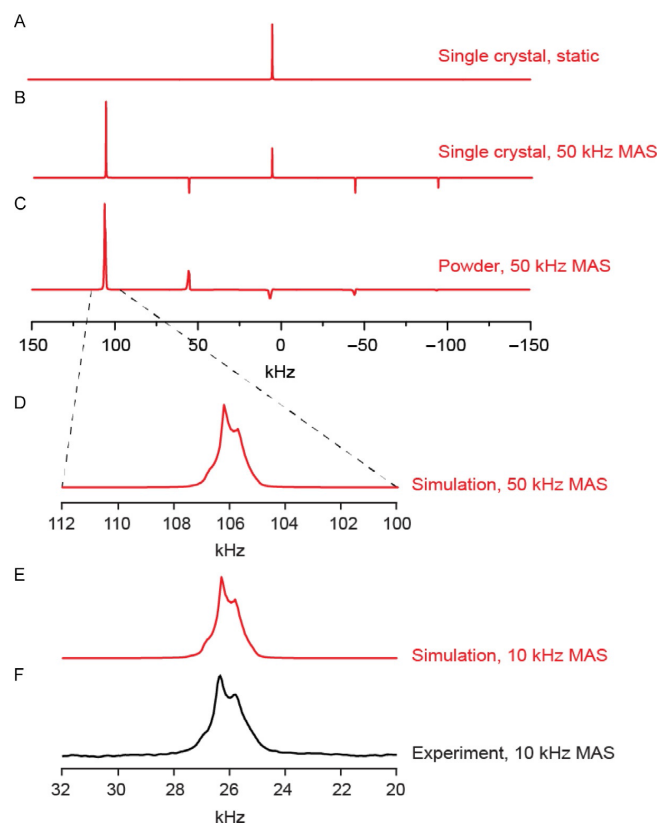 A
Single crystal, static
B
Single crystal, 50 kHz MAS
C
Powder, 50 kHz MAS
150 100 50 0 −50 −100 −150
kHz
D
Simulation, 50 kHz MAS
112 110 108 106 104 102 100
kHz
E
Simulation, 10 kHz MAS
F
Experiment, 10 kHz MAS
32 30 28 26 24 22 20
kHz